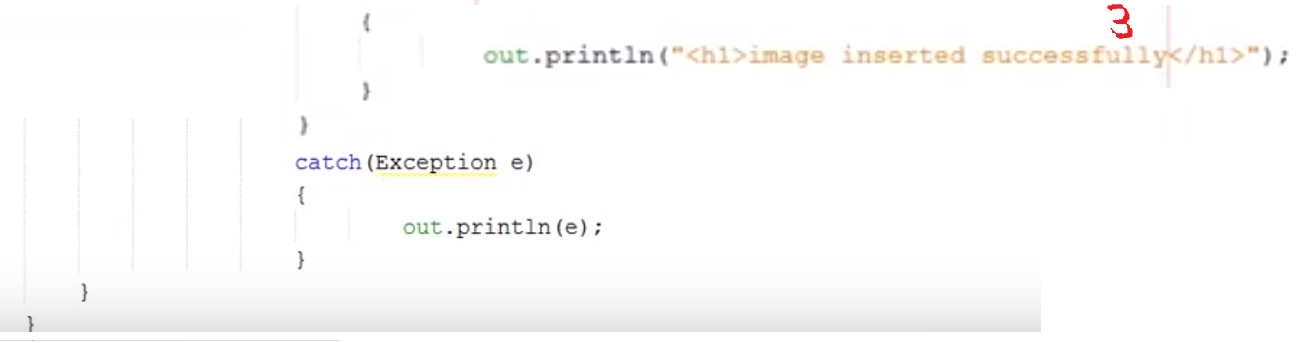 3
{
out.println("<h1>image inserted successfully</h1>");
}
}
catch(Exception e)
{
out.println(e);
}
}
}